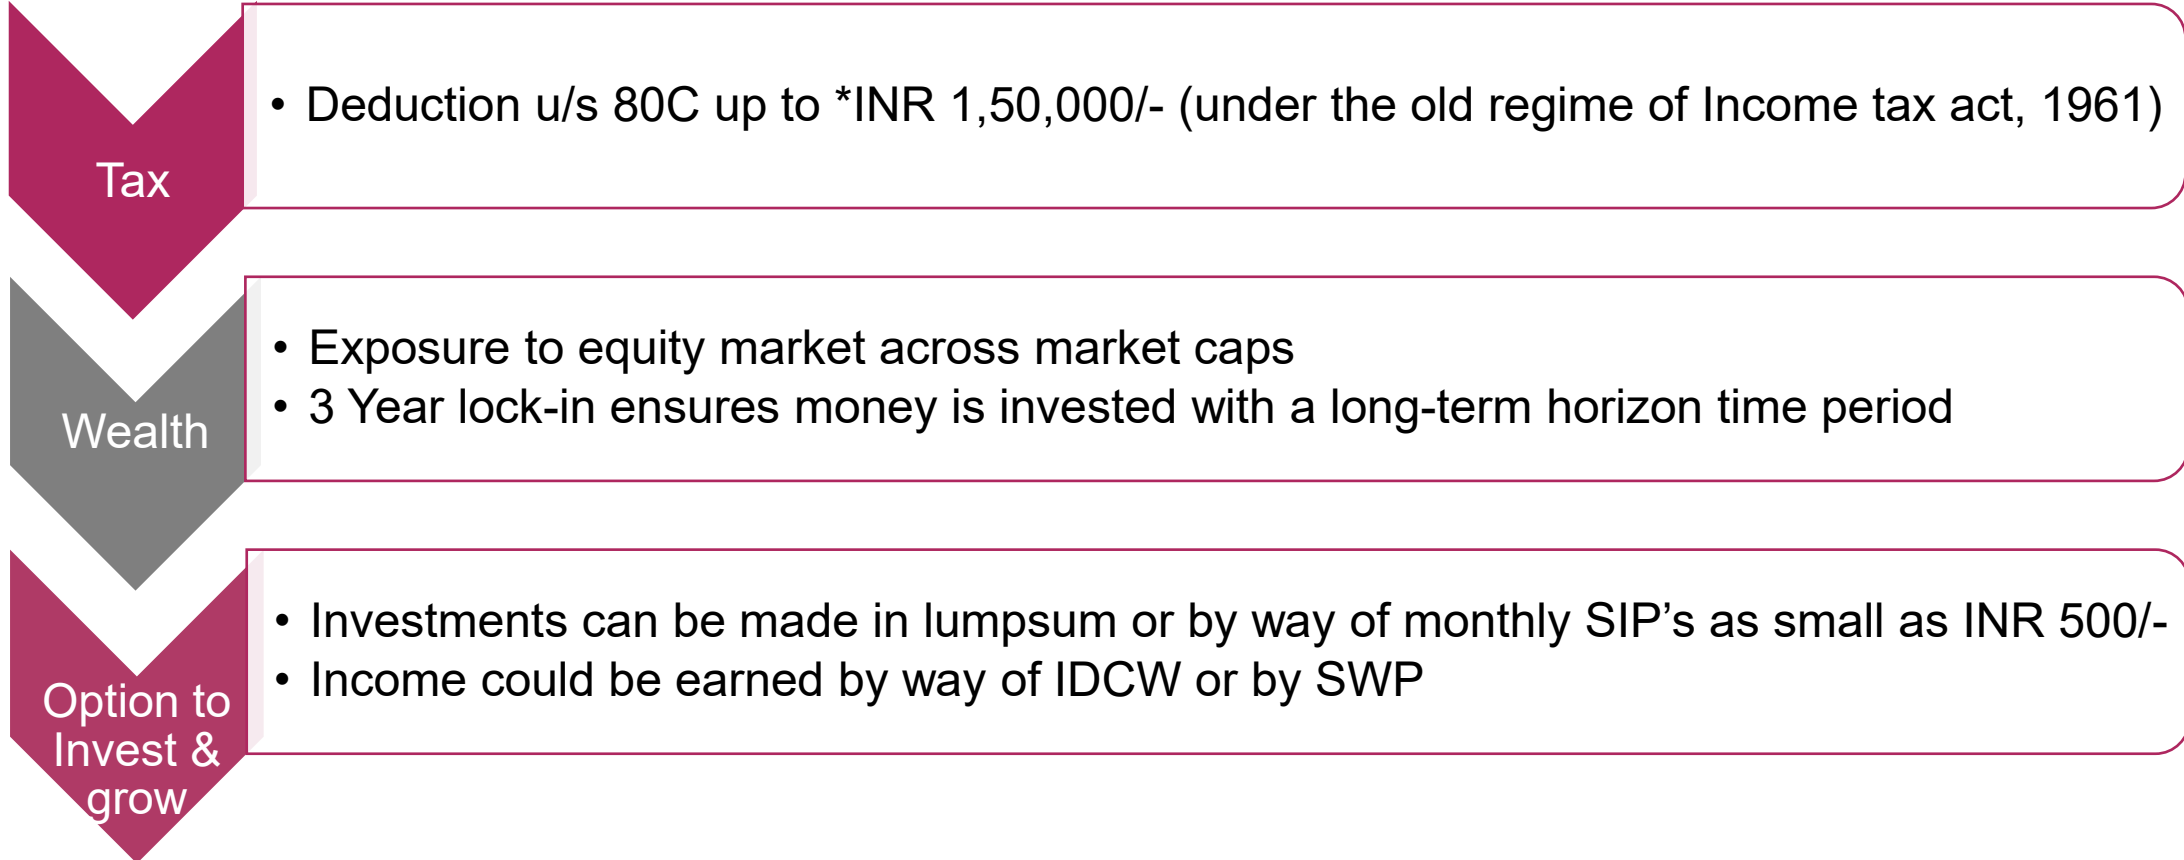 Tax
• Deduction u/s 80C up to *INR 1,50,000/- (under the old regime of Income tax act, 1961)
Wealth
• Exposure to equity market across market caps
• 3 Year lock-in ensures money is invested with a long-term horizon time period
Option to
Invest &
grow
• Investments can be made in lumpsum or by way of monthly SIP’s as small as INR 500/-
• Income could be earned by way of IDCW or by SWP